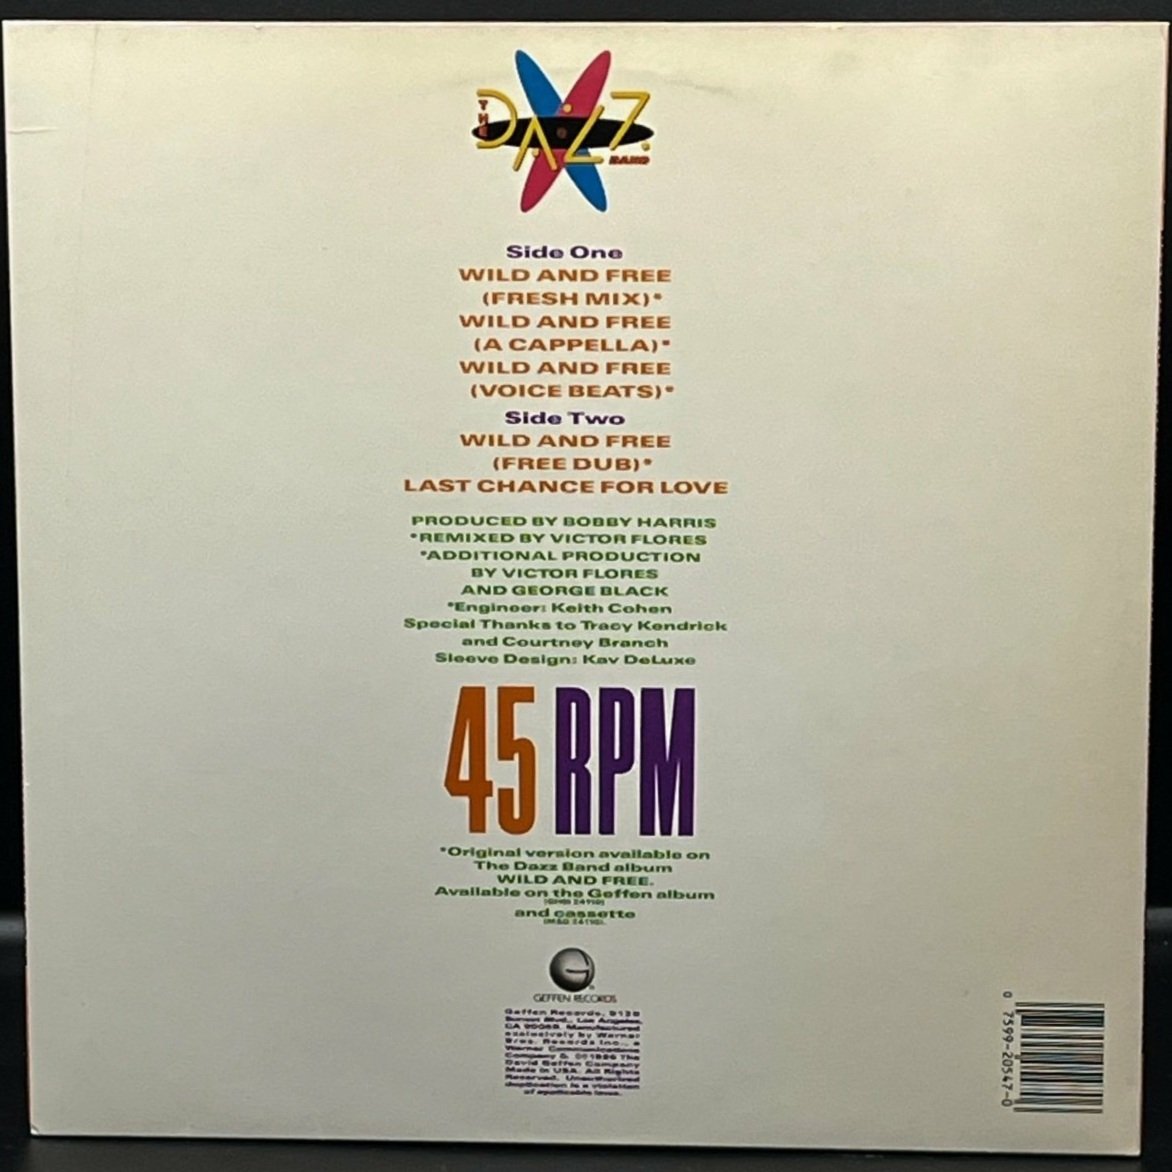 THE DAZZ BAND
Side One
WILD AND FREE
(FRESH MIX)*
WILD AND FREE
(A CAPPELLA)*
WILD AND FREE
(VOICE BEATS)*
Side Two
WILD AND FREE
(FREE DUB)*
LAST CHANCE FOR LOVE
PRODUCED BY BOBBY HARRIS
*REMIXED BY VICTOR FLORES
*ADDITIONAL PRODUCTION
BY VICTOR FLORES
AND GEORGE BLACK
*Engineer: Keith Cohen
Special Thanks to Tracy Kendrick
and Courtney Branch
Sleeve Design: Kav DeLuxe
45 RPM
*Original version available on
The Dazz Band album
WILD AND FREE.
Available on the Geffen album
(GHS 24110)
and cassette
(M5G 24110).
GEFFEN RECORDS
Geffen Records, 9130
Sunset Blvd., Los Angeles,
CA 90069. Manufactured
exclusively by Warner
Bros. Records Inc., a
Warner Communications
Company. 1986 The
David Geffen Company
Made in USA. All Rights
Reserved. Unauthorized
duplication is a violation
of applicable laws.
0 7599-20547-0